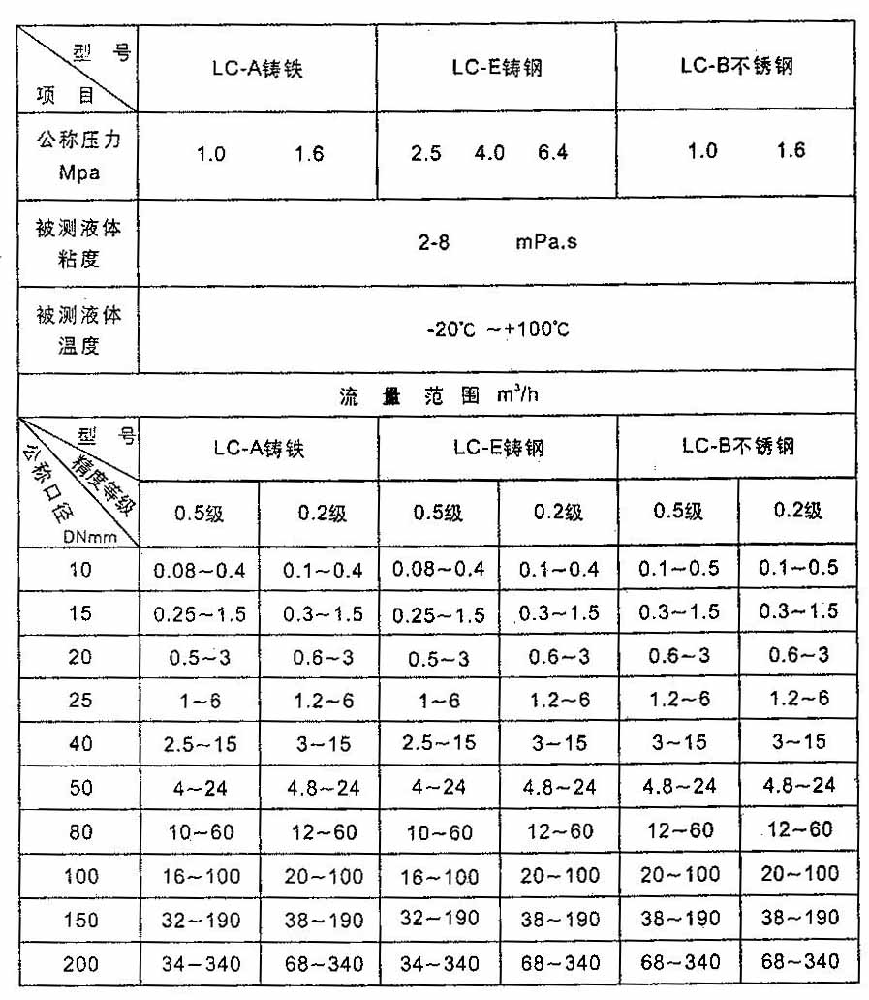 型 号
项 目
LC-A铸铁 LC-E铸钢 LC-B不锈钢
公称压力
Mpa
1.0 1.6 2.5 4.0 6.4 1.0 1.6
被测液体
粘度
2-8 mPa.s
被测液体
温度
-20℃ ~+100℃
流 量 范 围 m³/h
型 号
精度等级
公称口径
DNmm
LC-A铸铁 LC-E铸钢 LC-B不锈钢
0.5级 0.2级 0.5级 0.2级 0.5级 0.2级
10 0.08~0.4 0.1~0.4 0.08~0.4 0.1~0.4 0.1~0.5 0.1~0.5
15 0.25~1.5 0.3~1.5 0.25~1.5 0.3~1.5 0.3~1.5 0.3~1.5
20 0.5~3 0.6~3 0.5~3 0.6~3 0.6~3 0.6~3
25 1~6 1.2~6 1~6 1.2~6 1.2~6 1.2~6
40 2.5~15 3~15 2.5~15 3~15 3~15 3~15
50 4~24 4.8~24 4~24 4.8~24 4.8~24 4.8~24
80 10~60 12~60 10~60 12~60 12~60 12~60
100 16~100 20~100 16~100 20~100 20~100 20~100
150 32~190 38~190 32~190 38~190 38~190 38~190
200 34~340 68~340 34~340 68~340 68~340 68~340